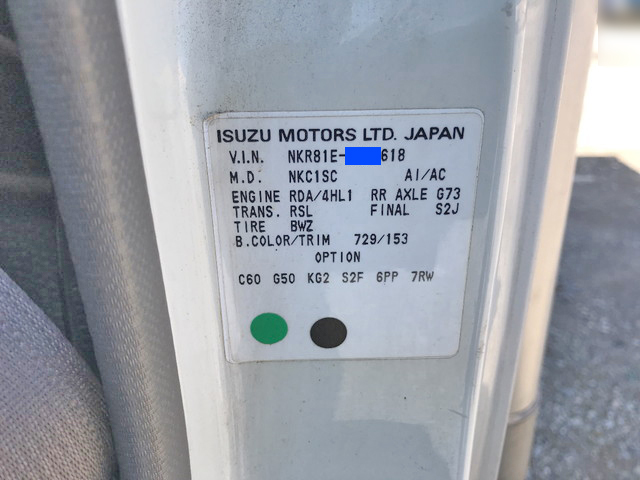 ISUZU MOTORS LTD. JAPAN
V.I.N. NKR81E- 618
M.D. NKC1SC AI/AC
ENGINE RDA/4HL1 RR AXLE G73
TRANS. RSL FINAL S2J
TIRE BWZ
B.COLOR/TRIM 729/153
OPTION
C60 G50 KG2 S2F 6PP 7RW